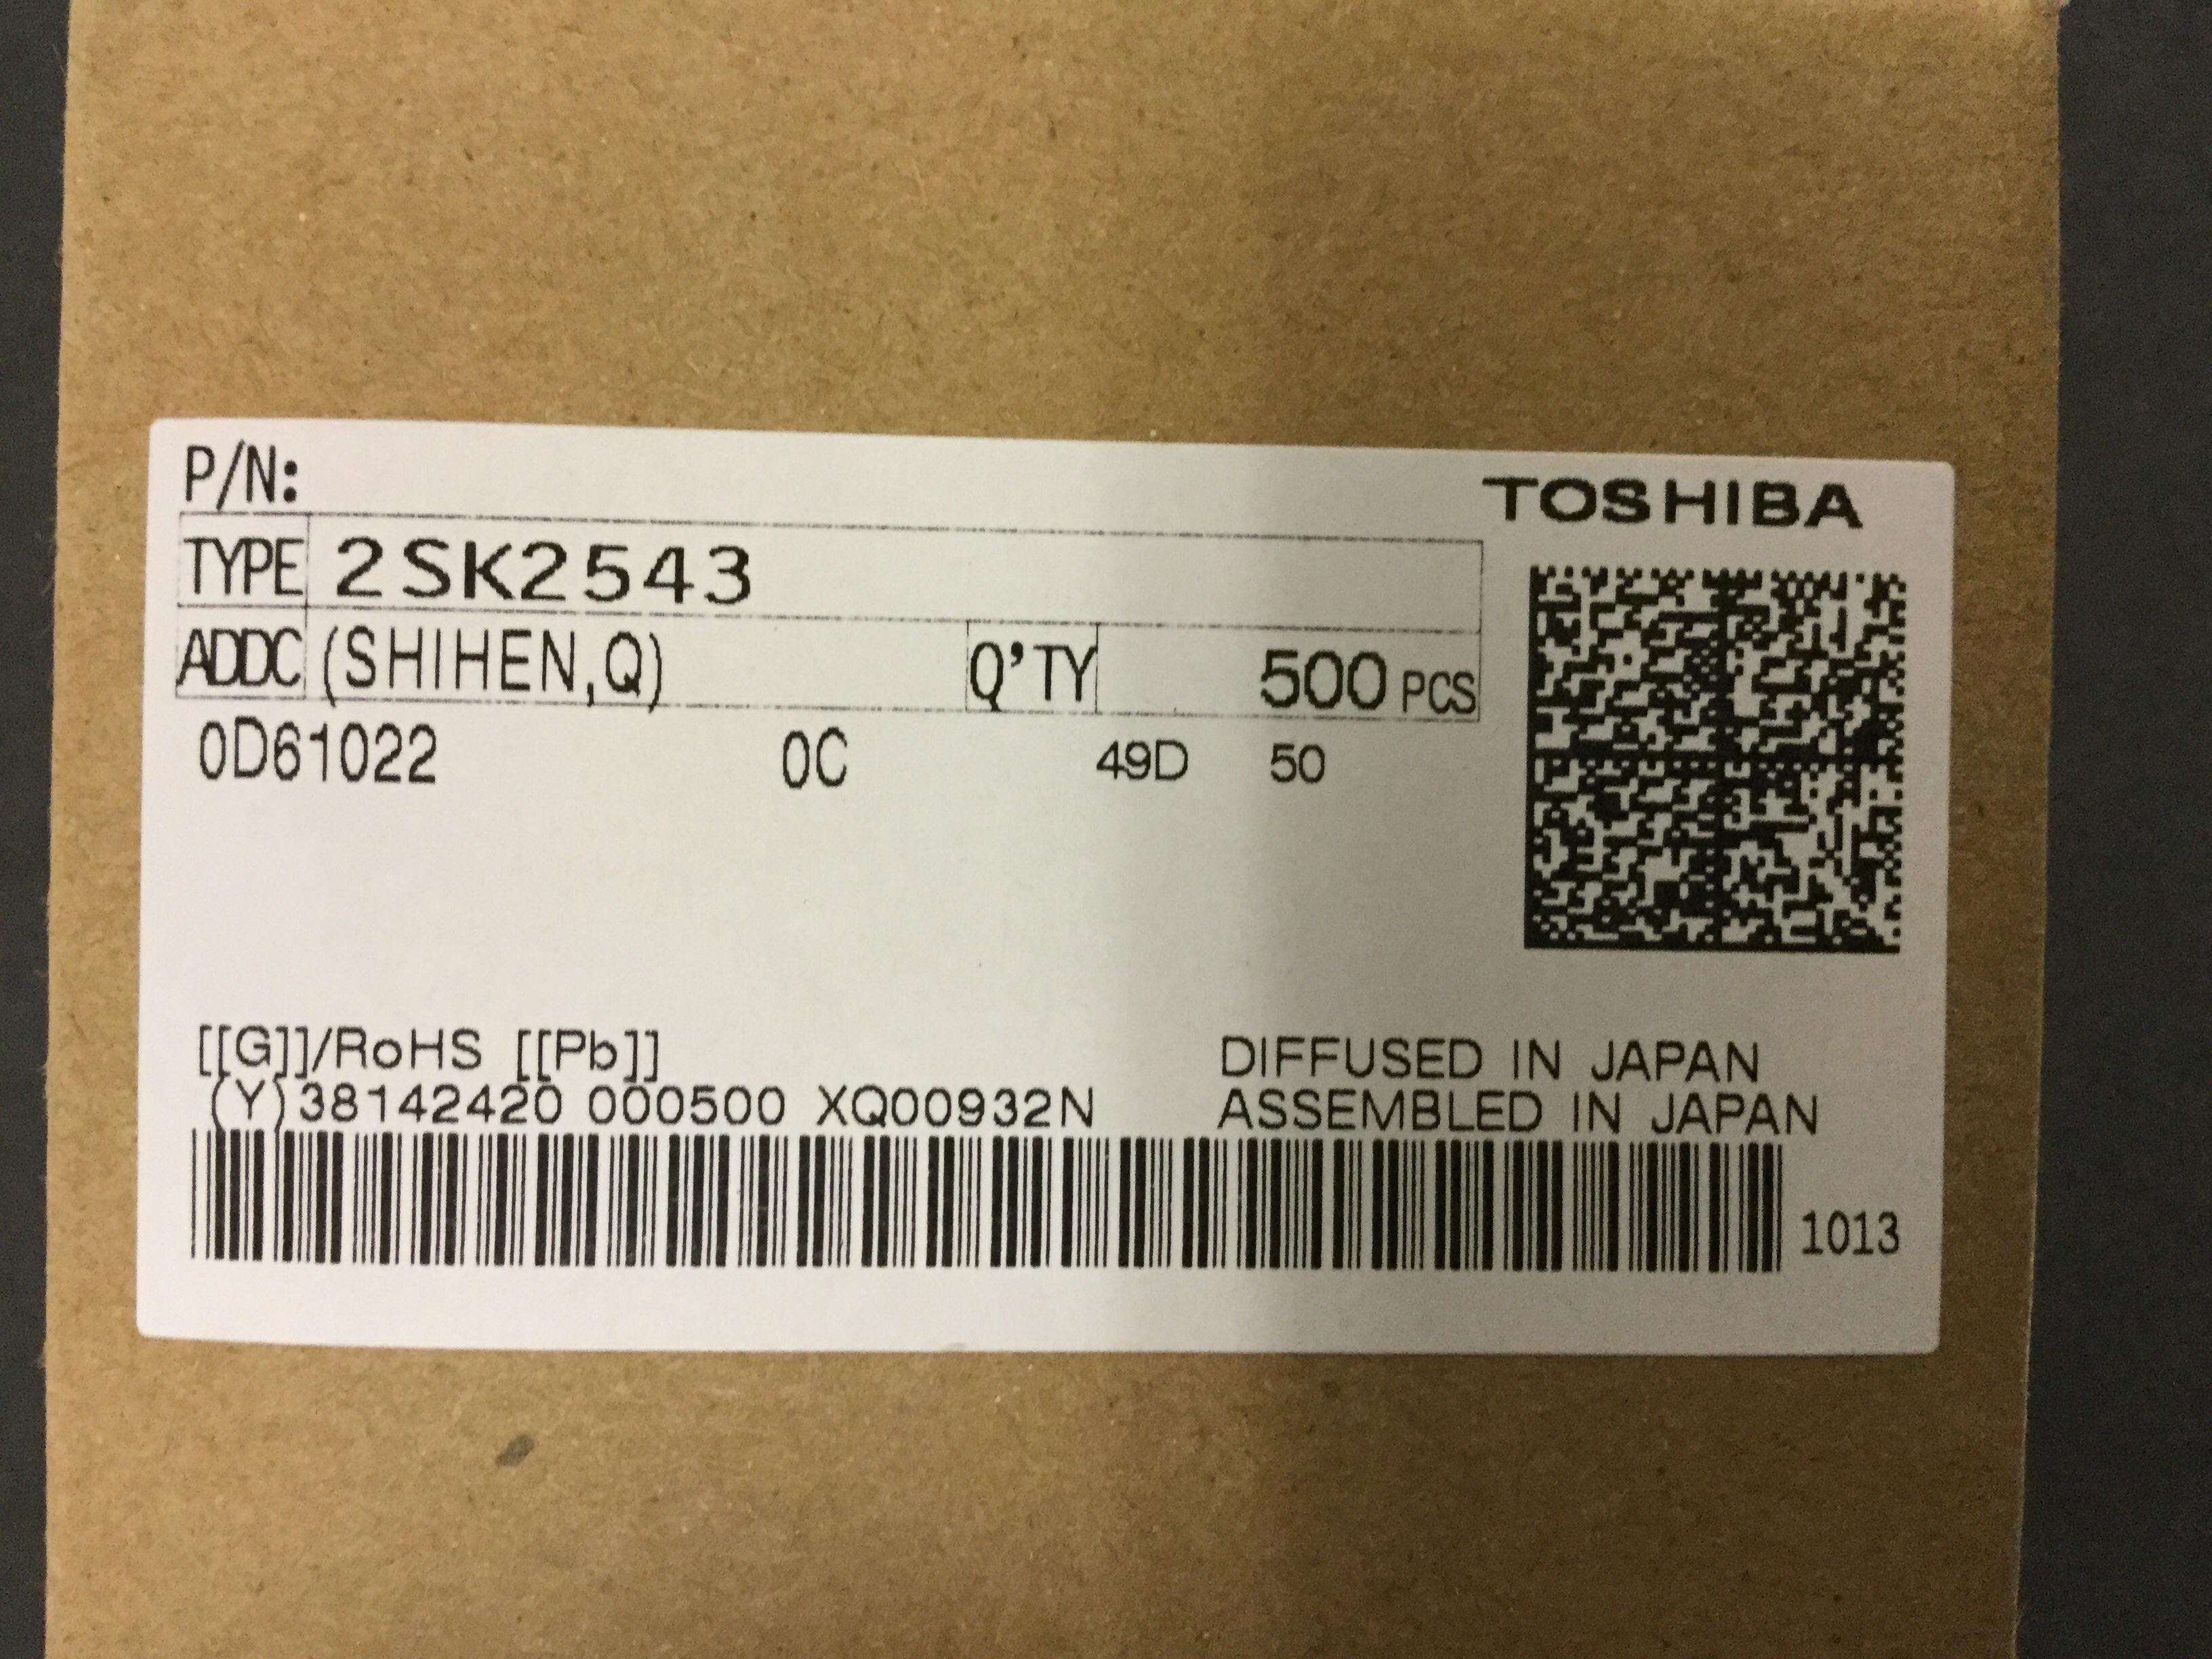 P/N:
TOSHIBA
TYPE 2SK2543
ADDC (SHIHEN,Q) Q'TY 500 PCS
0D61022 0C 49D 50
[[G]]/RoHS [[Pb]]
DIFFUSED IN JAPAN
(Y)38142420 000500 XQ00932N
ASSEMBLED IN JAPAN
1013